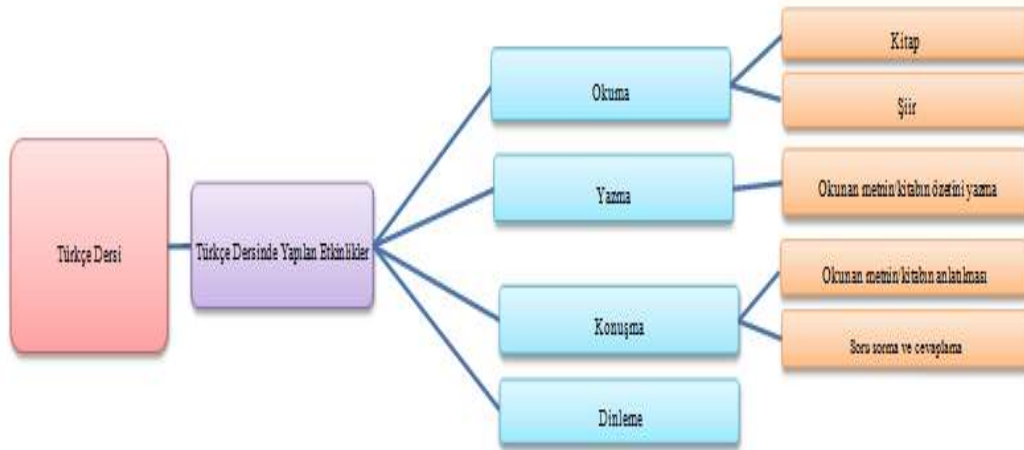 Türkçe Dersi
Türkçe Dersinde Yapılan Etkinlikler
Okuma
Kitap
Şiir
Yazma
Okunan metnin/kitabın özetini yazma
Konuşma
Okunan metnin/kitabın anlatılması
Soru sorma ve cevaplama
Dinleme